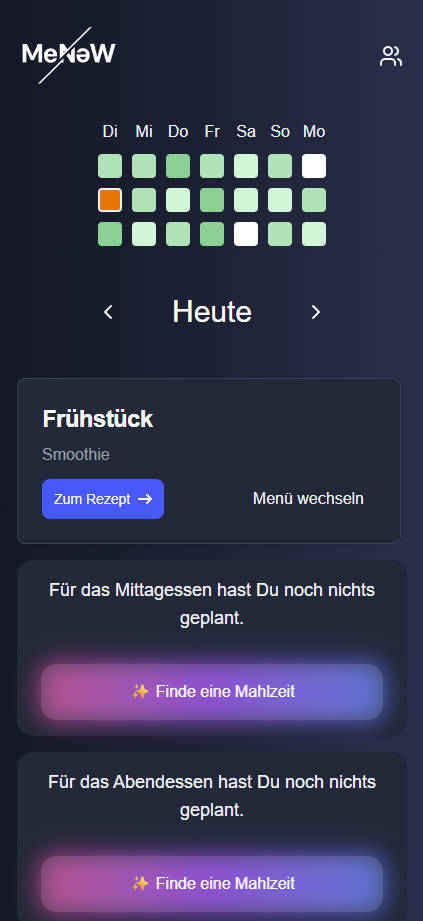 MeNəW
Di Mi Do Fr Sa So Mo
Heute
Frühstück
Smoothie
Zum Rezept → Menü wechseln
Für das Mittagessen hast Du noch nichts
geplant.
✨ Finde eine Mahlzeit
Für das Abendessen hast Du noch nichts
geplant.
✨ Finde eine Mahlzeit